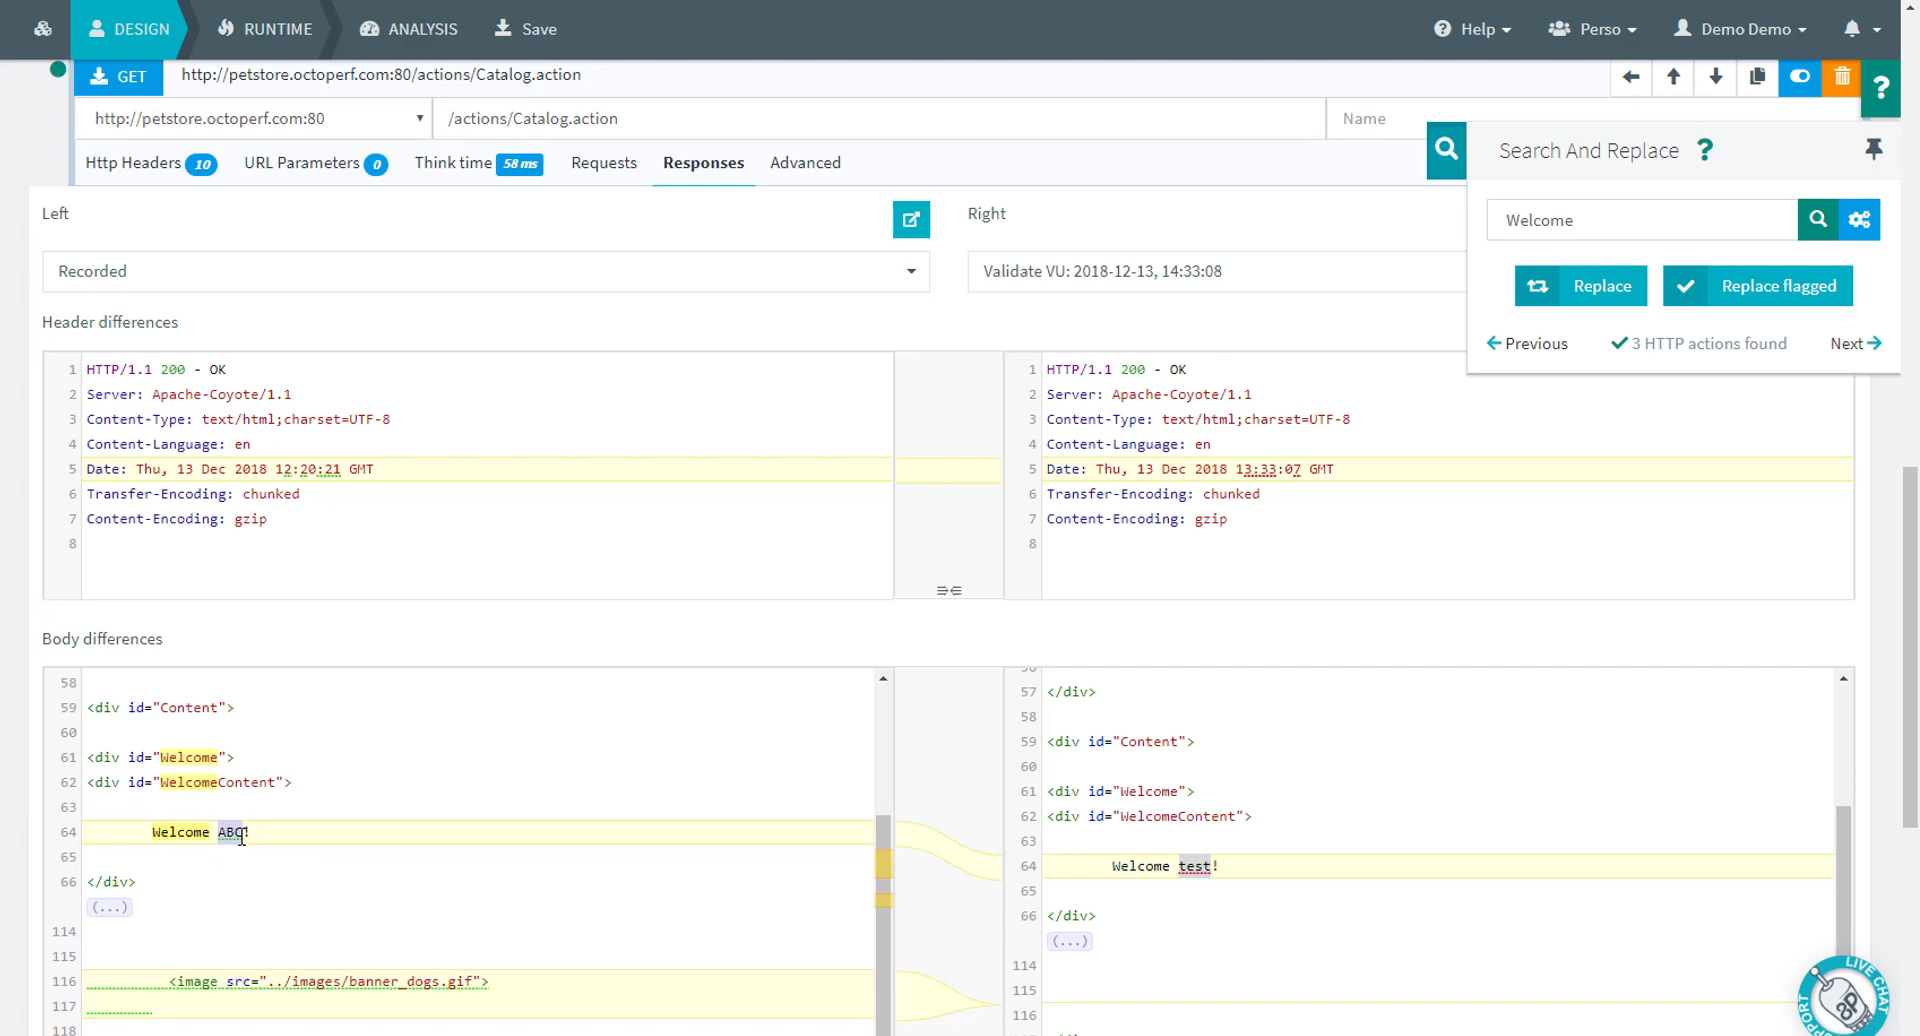 DESIGN RUNTIME ANALYSIS Save Help Perso Demo Demo
GET http://petstore.octoperf.com:80/actions/Catalog.action ?
http://petstore.octoperf.com:80 /actions/Catalog.action Name
Http Headers 10 URL Parameters 0 Think time 58 ms Requests Responses Advanced
Search And Replace ?
Welcome
Replace Replace flagged
Previous 3 HTTP actions found Next
Left
Recorded
Right
Validate VU: 2018-12-13, 14:33:08
Header differences
1 HTTP/1.1 200 - OK
2 Server: Apache-Coyote/1.1
3 Content-Type: text/html;charset=UTF-8
4 Content-Language: en
5 Date: Thu, 13 Dec 2018 12:20:21 GMT
6 Transfer-Encoding: chunked
7 Content-Encoding: gzip
8
1 HTTP/1.1 200 - OK
2 Server: Apache-Coyote/1.1
3 Content-Type: text/html;charset=UTF-8
4 Content-Language: en
5 Date: Thu, 13 Dec 2018 13:33:07 GMT
6 Transfer-Encoding: chunked
7 Content-Encoding: gzip
8
Body differences
58
59 <div id="Content">
60
61 <div id="Welcome">
62 <div id="WelcomeContent">
63
64 Welcome ABC!
65
66 </div>
(...)
114
115
116 <image src="../images/banner_dogs.gif">
117
118
57 </div>
58
59 <div id="Content">
60
61 <div id="Welcome">
62 <div id="WelcomeContent">
63
64 Welcome test!
65
66 </div>
(...)
114
115
116
LIVE CHAT
SUPPORT